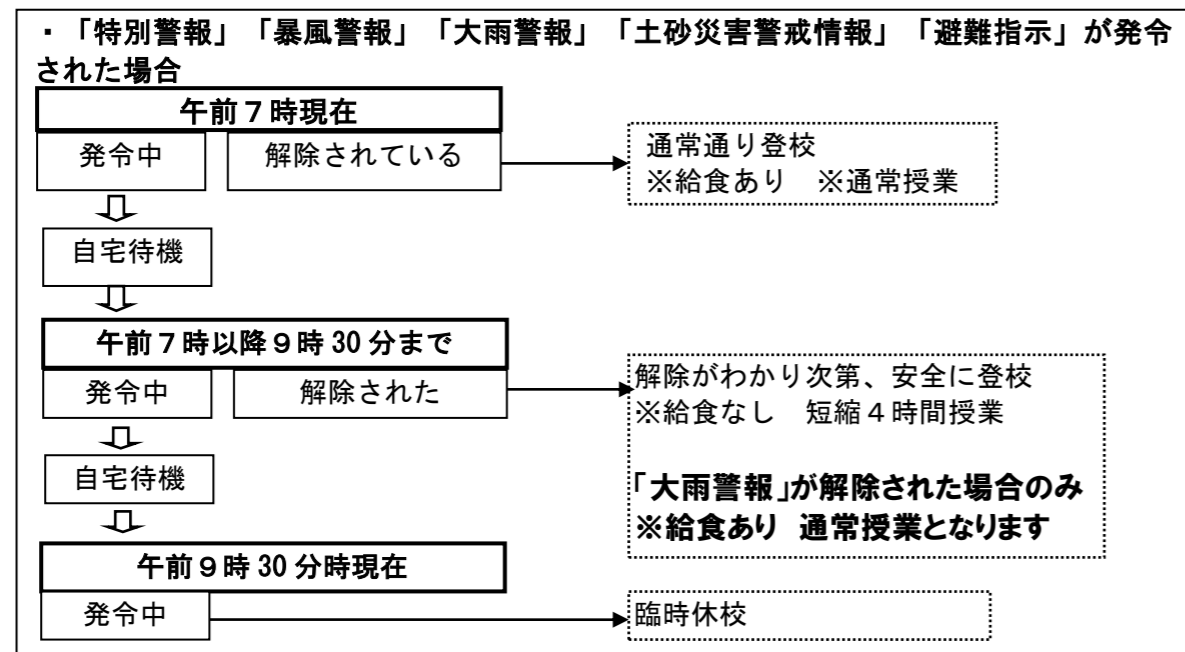 ・「特別警報」「暴風警報」「大雨警報」「土砂災害警戒情報」「避難指示」が発令
された場合
午前７時現在
発令中
解除されている
通常通り登校
※給食あり　※通常授業
自宅待機
午前７時以降９時30分まで
発令中
解除された
解除がわかり次第、安全に登校
※給食なし　短縮４時間授業
「大雨警報」が解除された場合のみ
※給食あり　通常授業となります
自宅待機
午前９時30分時現在
発令中
臨時休校